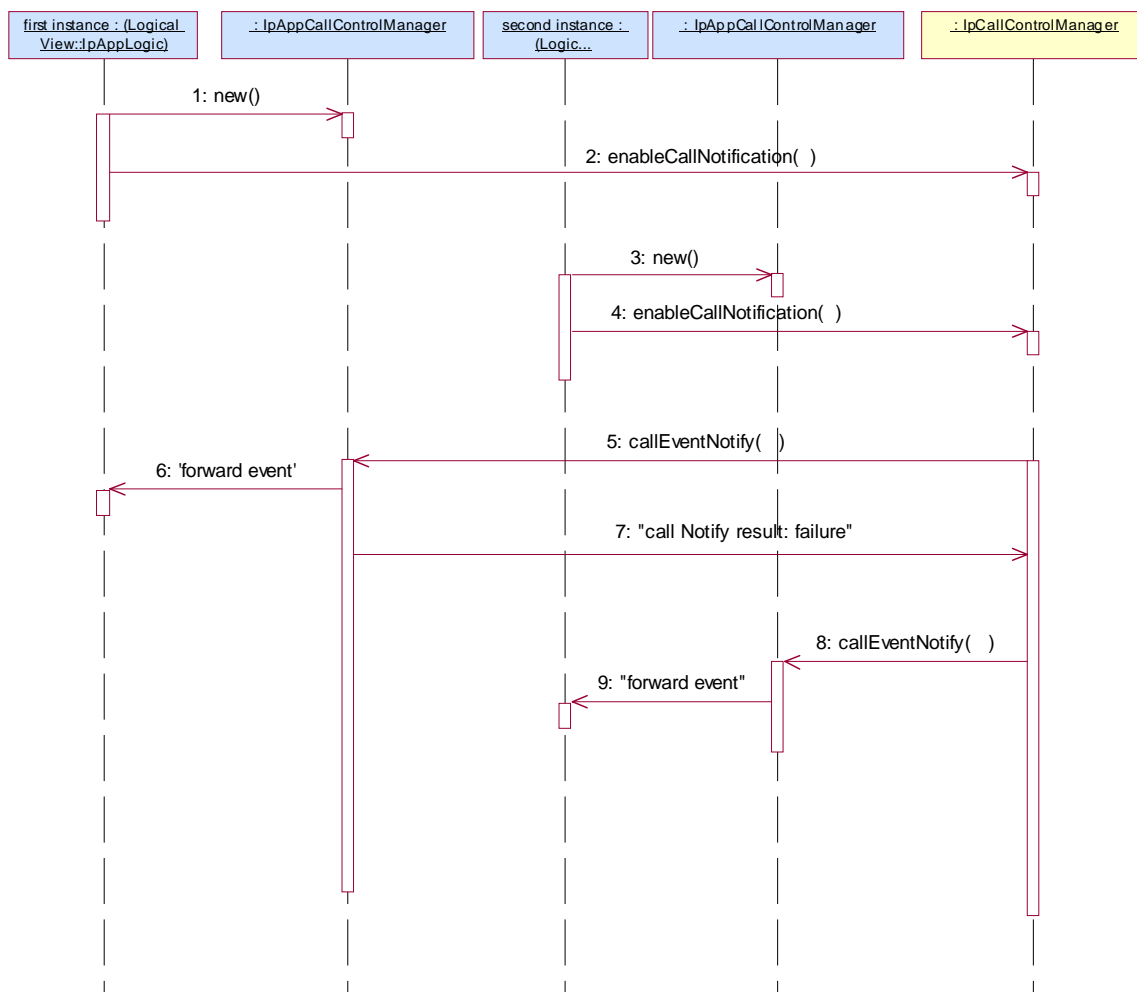 first instance : (Logical
View::IpAppLogic)
: IpAppCallControlManager
second instance :
(Logic...
: IpAppCallControlManager
: IpCallControlManager
1: new()
2: enableCallNotification(  )
3: new()
4: enableCallNotification(  )
5: callEventNotify(   )
6: 'forward event'
7: "call Notify result: failure"
8: callEventNotify(   )
9: "forward event"